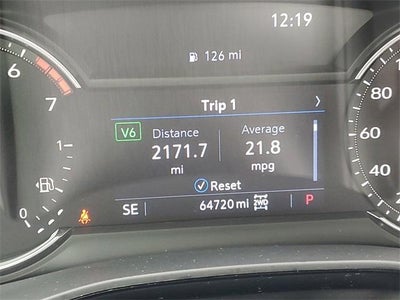 12:19
126 mi
6
7
Trip 1
V6
Distance
Average
2171.7
21.8
mi
mpg
Reset
1
0
SE
64720 mi
2WD
P
100
80
60
40